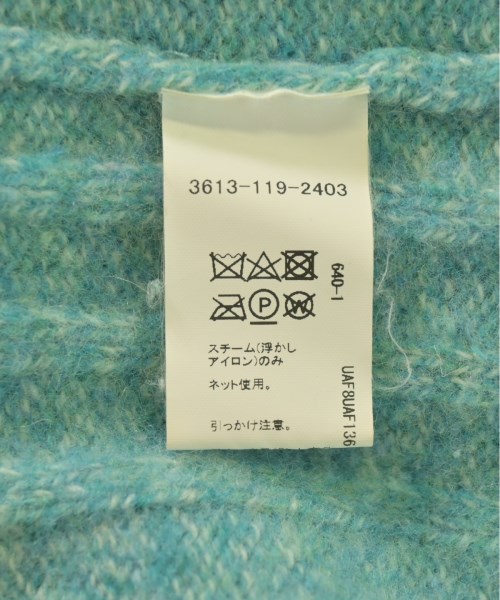 3613-119-2403
640-1
P
W
スチーム(浮かし
アイロン)のみ
ネット使用。
引っかけ注意。
UAF8UAF136